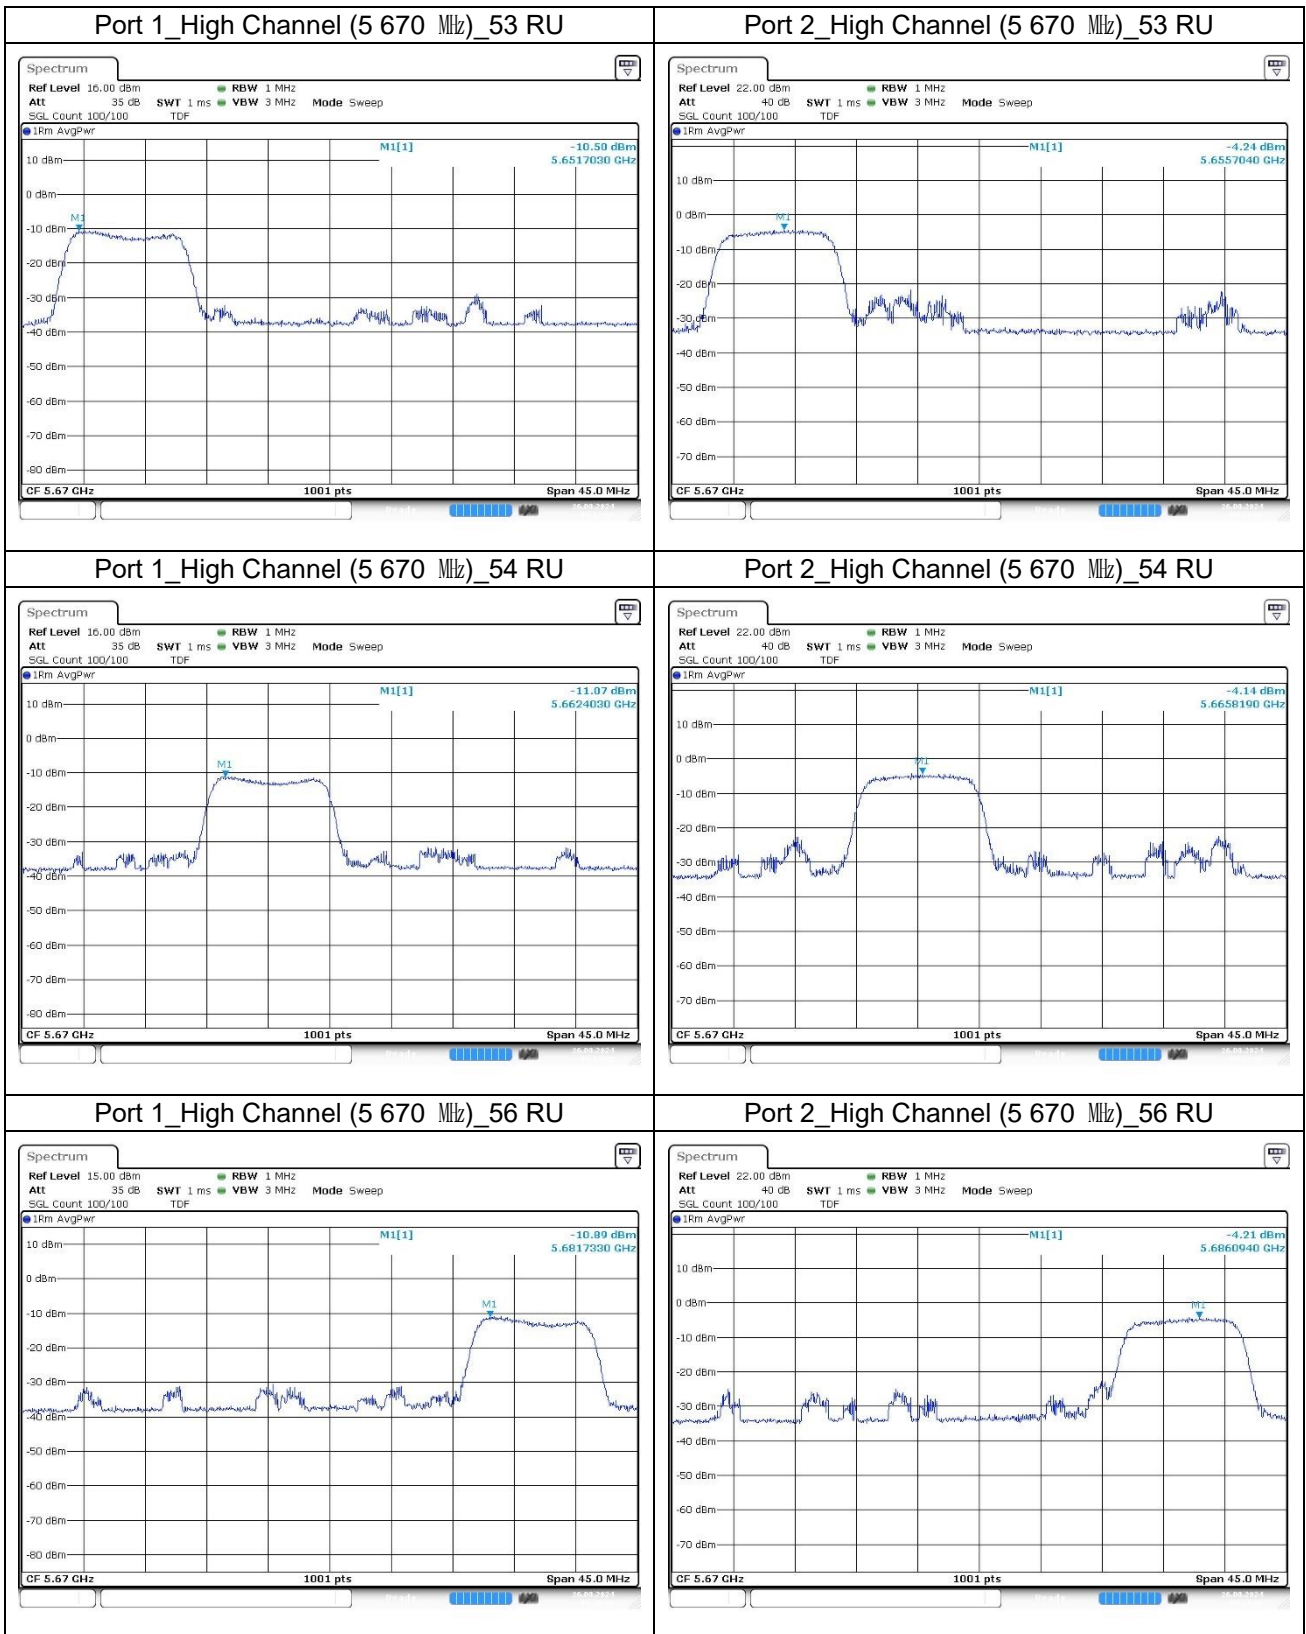 Port 1_High Channel (5 670 ㎒)_53 RU
Spectrum
Ref Level 16.00 dBm RBW 1 MHz
Att 35 dB SWT 1 ms VBW 3 MHz Mode Sweep
SGL Count 100/100 TDF
1Rm AvgPwr
M1[1] -10.50 dBm
5.6517030 GHz
10 dBm
0 dBm
M1
-10 dBm
-20 dBm
-30 dBm
-40 dBm
-50 dBm
-60 dBm
-70 dBm
-80 dBm
CF 5.67 GHz 1001 pts Span 45.0 MHz
Port 2_High Channel (5 670 ㎒)_53 RU
Spectrum
Ref Level 22.00 dBm RBW 1 MHz
Att 40 dB SWT 1 ms VBW 3 MHz Mode Sweep
SGL Count 100/100 TDF
1Rm AvgPwr
M1[1] -4.24 dBm
5.6557040 GHz
10 dBm
0 dBm
M1
-10 dBm
-20 dBm
-30 dBm
-40 dBm
-50 dBm
-60 dBm
-70 dBm
CF 5.67 GHz 1001 pts Span 45.0 MHz
Port 1_High Channel (5 670 ㎒)_54 RU
Spectrum
Ref Level 16.00 dBm RBW 1 MHz
Att 35 dB SWT 1 ms VBW 3 MHz Mode Sweep
SGL Count 100/100 TDF
1Rm AvgPwr
M1[1] -11.07 dBm
5.6624030 GHz
10 dBm
0 dBm
M1
-10 dBm
-20 dBm
-30 dBm
-40 dBm
-50 dBm
-60 dBm
-70 dBm
-80 dBm
CF 5.67 GHz 1001 pts Span 45.0 MHz
Port 2_High Channel (5 670 ㎒)_54 RU
Spectrum
Ref Level 22.00 dBm RBW 1 MHz
Att 40 dB SWT 1 ms VBW 3 MHz Mode Sweep
SGL Count 100/100 TDF
1Rm AvgPwr
M1[1] -4.14 dBm
5.6658190 GHz
10 dBm
0 dBm
M1
-10 dBm
-20 dBm
-30 dBm
-40 dBm
-50 dBm
-60 dBm
-70 dBm
CF 5.67 GHz 1001 pts Span 45.0 MHz
Port 1_High Channel (5 670 ㎒)_56 RU
Spectrum
Ref Level 15.00 dBm RBW 1 MHz
Att 35 dB SWT 1 ms VBW 3 MHz Mode Sweep
SGL Count 100/100 TDF
1Rm AvgPwr
M1[1] -10.89 dBm
5.6817330 GHz
10 dBm
0 dBm
M1
-10 dBm
-20 dBm
-30 dBm
-40 dBm
-50 dBm
-60 dBm
-70 dBm
-80 dBm
CF 5.67 GHz 1001 pts Span 45.0 MHz
Port 2_High Channel (5 670 ㎒)_56 RU
Spectrum
Ref Level 22.00 dBm RBW 1 MHz
Att 40 dB SWT 1 ms VBW 3 MHz Mode Sweep
SGL Count 100/100 TDF
1Rm AvgPwr
M1[1] -4.21 dBm
5.6860940 GHz
10 dBm
0 dBm
M1
-10 dBm
-20 dBm
-30 dBm
-40 dBm
-50 dBm
-60 dBm
-70 dBm
CF 5.67 GHz 1001 pts Span 45.0 MHz